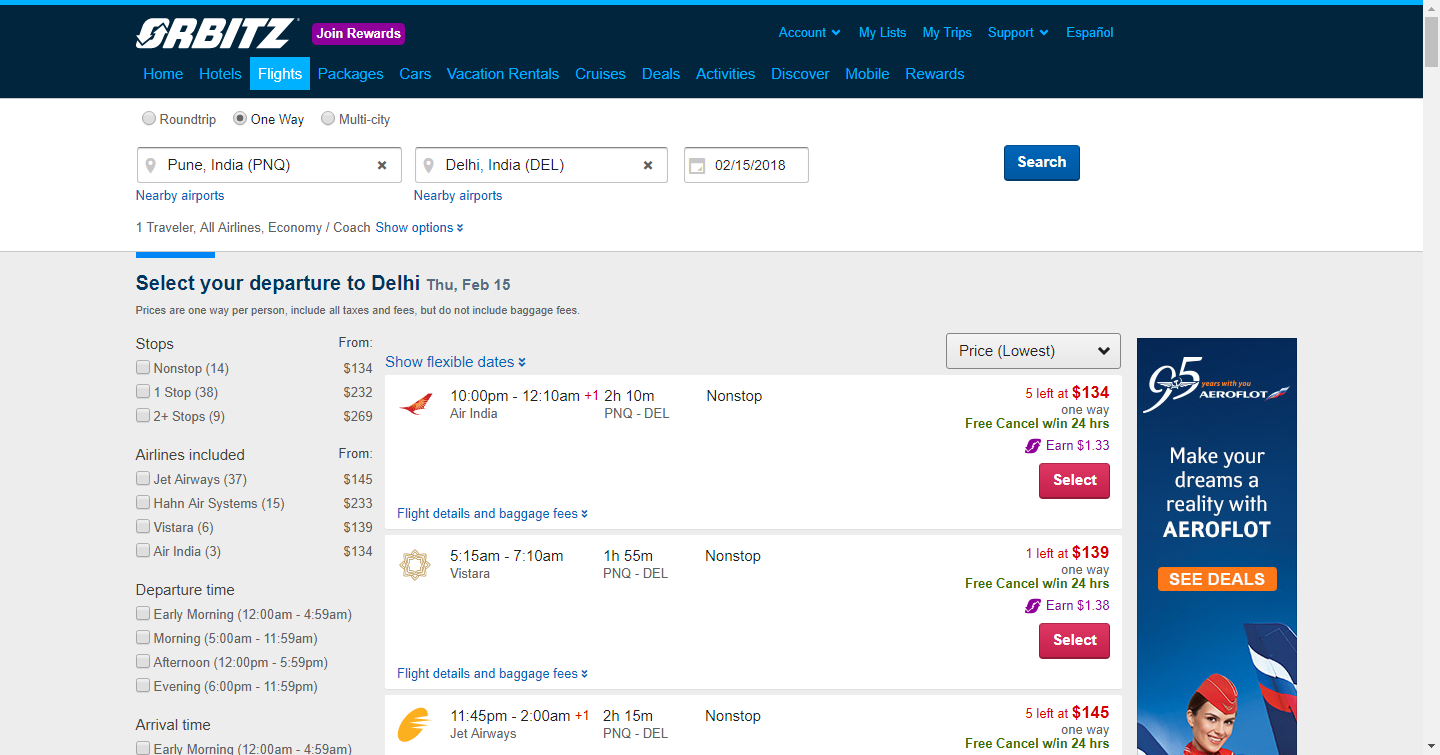 ORBITZ Join Rewards
Account My Lists My Trips Support Español
Home Hotels Flights Packages Cars Vacation Rentals Cruises Deals Activities Discover Mobile Rewards
Roundtrip One Way Multi-city
Pune, India (PNQ) Delhi, India (DEL) 02/15/2018 Search
Nearby airports Nearby airports
1 Traveler, All Airlines, Economy / Coach Show options
Select your departure to Delhi Thu, Feb 15
Prices are one way per person, include all taxes and fees, but do not include baggage fees.
Stops From:
Nonstop (14) $134
1 Stop (38) $232
2+ Stops (9) $269
Airlines included From:
Jet Airways (37) $145
Hahn Air Systems (15) $233
Vistara (6) $139
Air India (3) $134
Departure time
Early Morning (12:00am - 4:59am)
Morning (5:00am - 11:59am)
Afternoon (12:00pm - 5:59pm)
Evening (6:00pm - 11:59pm)
Arrival time
Early Morning (12:00am - 4:59am)
Show flexible dates
Price (Lowest)
10:00pm - 12:10am +1 2h 10m Nonstop 5 left at $134
Air India PNQ - DEL one way
Free Cancel w/in 24 hrs
Earn $1.33
Select
Flight details and baggage fees
5:15am - 7:10am 1h 55m Nonstop 1 left at $139
Vistara PNQ - DEL one way
Free Cancel w/in 24 hrs
Earn $1.38
Select
Flight details and baggage fees
11:45pm - 2:00am +1 2h 15m Nonstop 5 left at $145
Jet Airways PNQ - DEL one way
Free Cancel w/in 24 hrs
95 years with you
AEROFLOT
Make your
dreams a
reality with
AEROFLOT
SEE DEALS